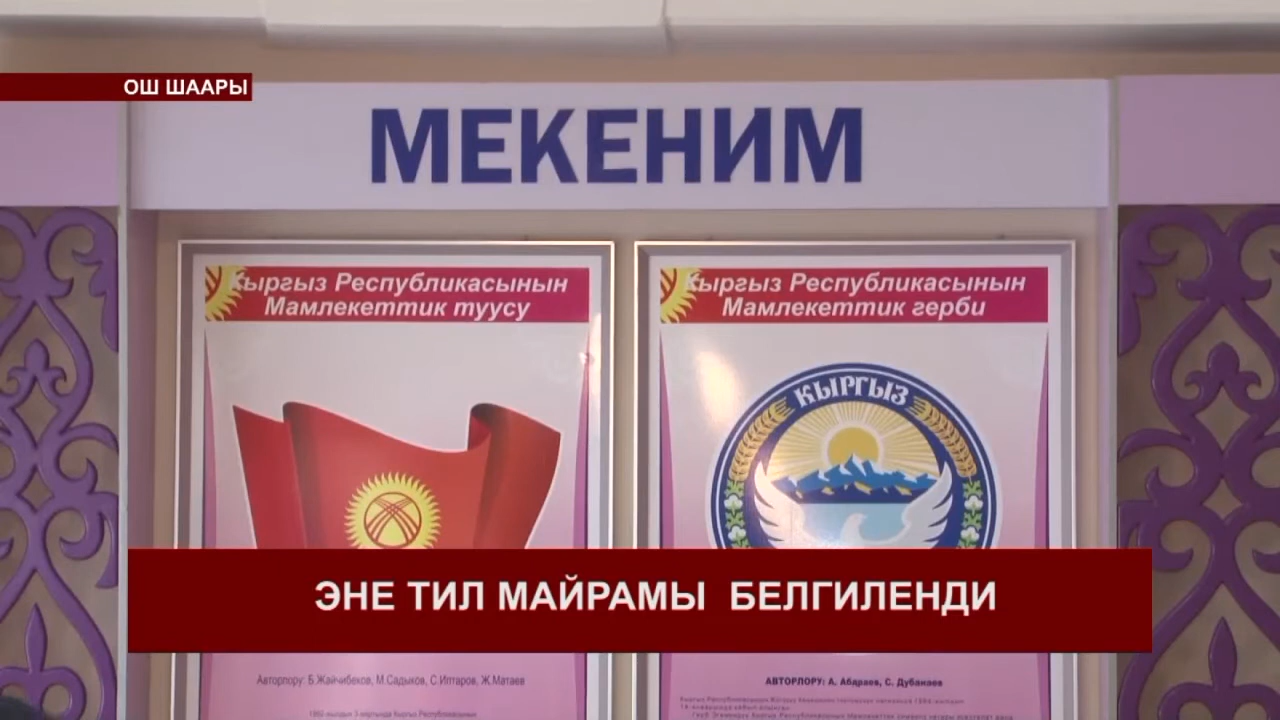 ОШ ШААРЫ
МЕКЕНИМ
Кыргыз Республикасынын
Мамлекеттик туусу
Кыргыз Республикасынын
Мамлекеттик герби
КЫРГЫЗ
ЭНЕ ТИЛ МАЙРАМЫ БЕЛГИЛЕНДИ
Авторлору: Б.Жайчибеков, М.Садыков, С.Иптаров, Ж.Матаев
АВТОРЛОРУ: А. Абдраев, С. Дубанаев